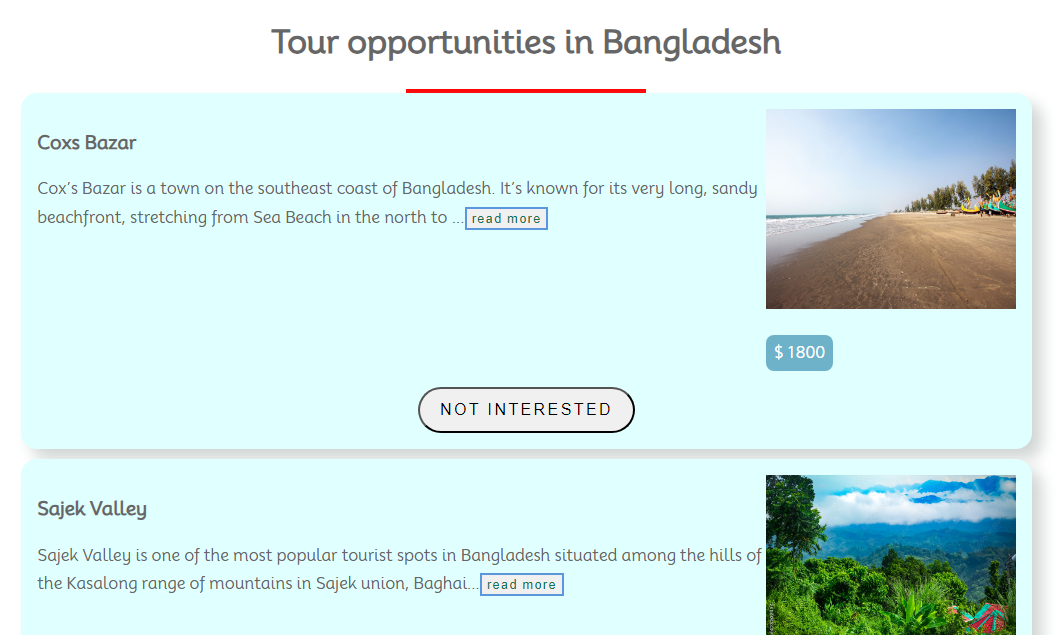 Tour opportunities in Bangladesh
Coxs Bazar
Cox's Bazar is a town on the southeast coast of Bangladesh. It's known for its very long, sandy
beachfront, stretching from Sea Beach in the north to ...read more
$ 1800
NOT INTERESTED
Sajek Valley
Sajek Valley is one of the most popular tourist spots in Bangladesh situated among the hills of
the Kasalong range of mountains in Sajek union, Baghai...read more